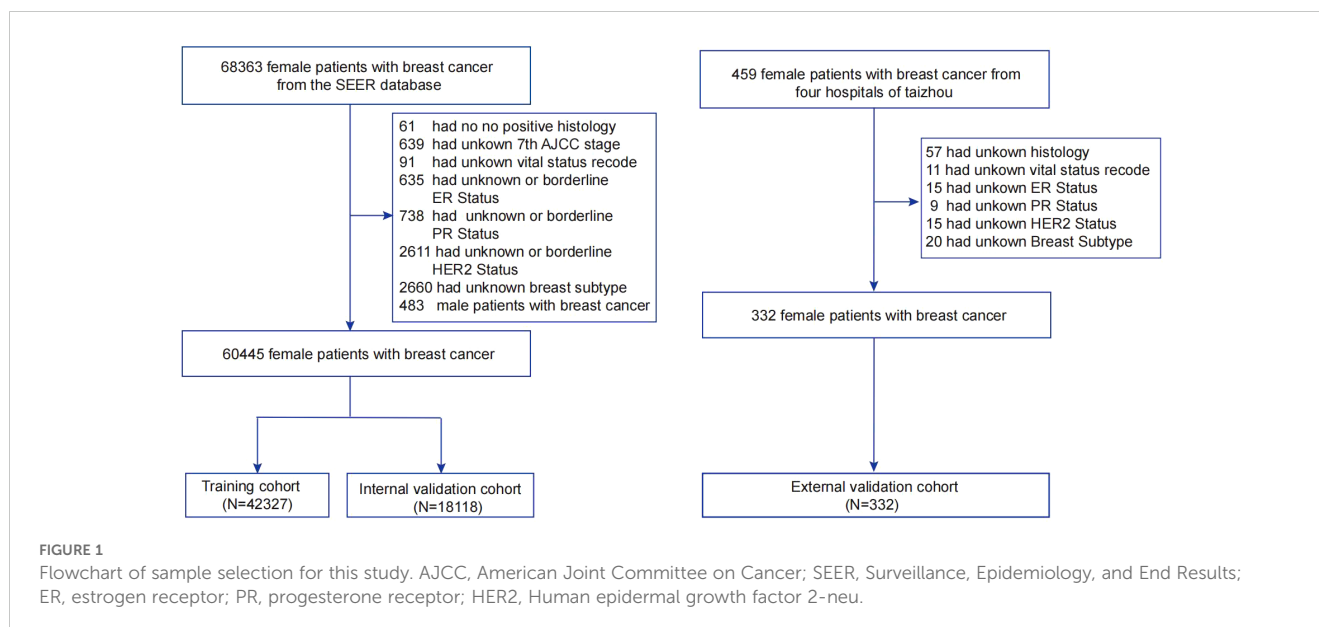 68363 female patients with breast cancer
from the SEER database
61 had no no positive histology
639 had unkown 7th AJCC stage
91 had unkown vital status recode
635 had unknown or borderline
ER Status
738 had unknown or borderline
PR Status
2611 had unknown or borderline
HER2 Status
2660 had unknown breast subtype
483 male patients with breast cancer
60445 female patients with breast cancer
Training cohort
(N=42327)
Internal validation cohort
(N=18118)
459 female patients with breast cancer from
four hospitals of taizhou
57 had unkown histology
11 had unkown vital status recode
15 had unkown ER Status
9 had unkown PR Status
15 had unkown HER2 Status
20 had unkown Breast Subtype
332 female patients with breast cancer
External validation cohort
(N=332)
FIGURE 1
Flowchart of sample selection for this study. AJCC, American Joint Committee on Cancer; SEER, Surveillance, Epidemiology, and End Results;
ER, estrogen receptor; PR, progesterone receptor; HER2, Human epidermal growth factor 2-neu.